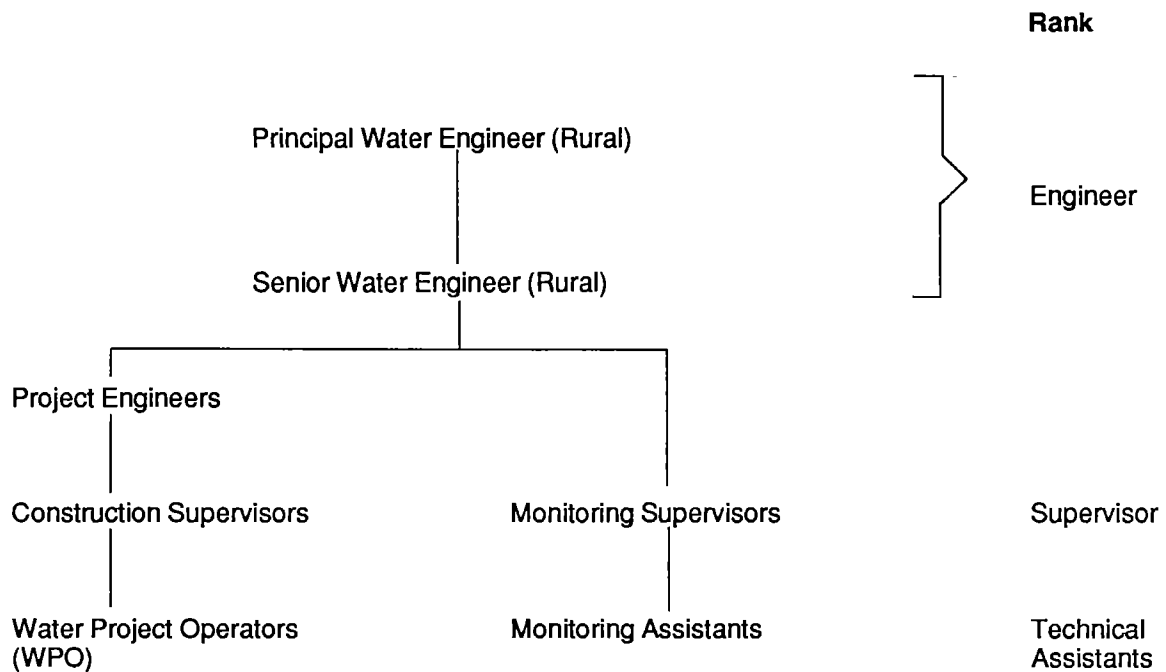 Rank
Principal Water Engineer (Rural)
Engineer
Senior Water Engineer (Rural)
Project Engineers
Construction Supervisors
Monitoring Supervisors
Supervisor
Water Project Operators
(WPO)
Monitoring Assistants
Technical
Assistants